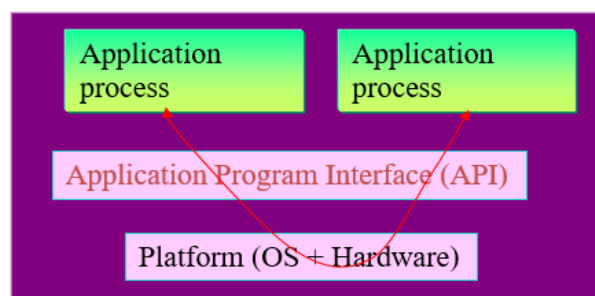 Application
process
Application
process
Application Program Interface (API)
Platform (OS + Hardware)